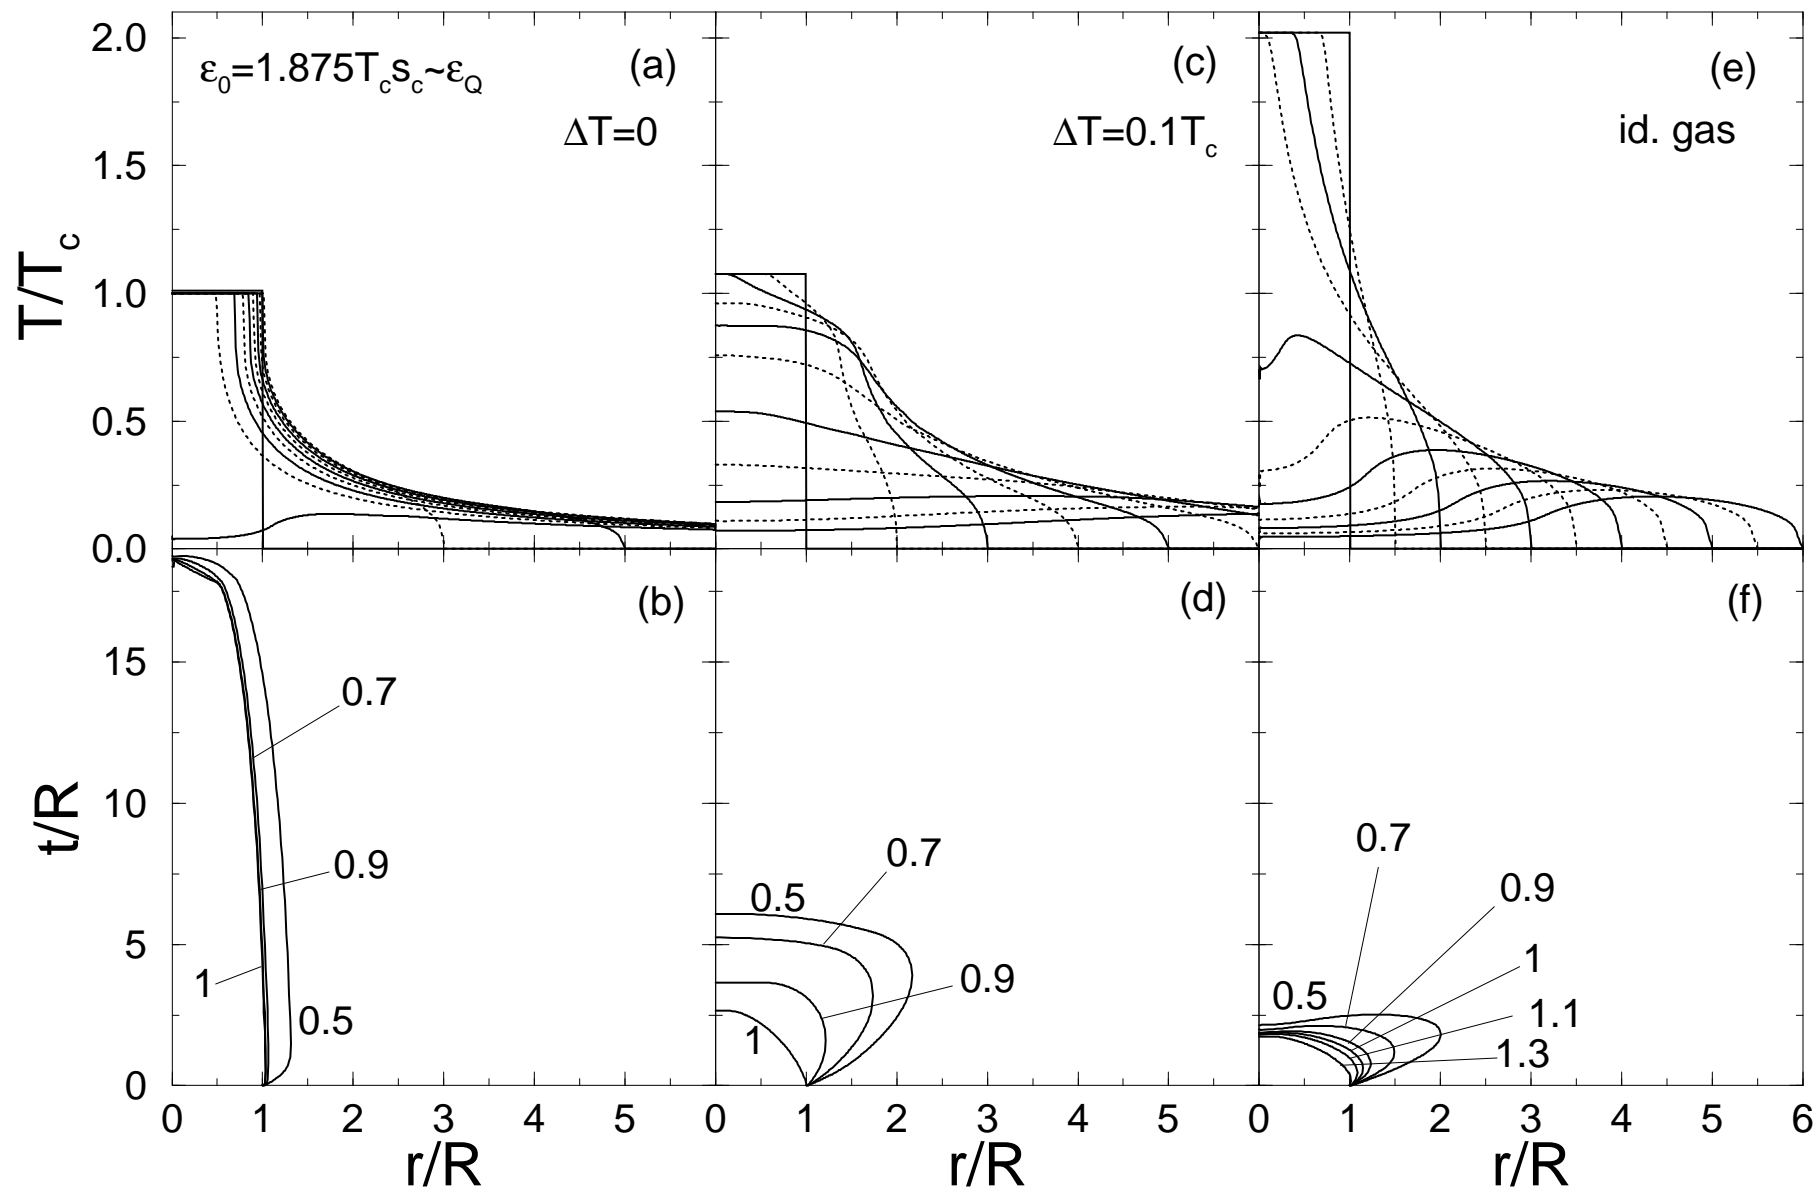 2.0
1.5
1.0
0.5
0.0
T/Tc
ε0=1.875Tcsc~εQ
(a)
ΔT=0
(c)
ΔT=0.1Tc
(e)
id. gas
15
10
5
0
t/R
(b)
0.7
0.9
1
0.5
(d)
0.5
0.7
0.9
1
(f)
0.7
0.9
1
0.5
1.1
1.3
0 1 2 3 4 5
0 1 2 3 4 5
0 1 2 3 4 5 6
r/R
r/R
r/R